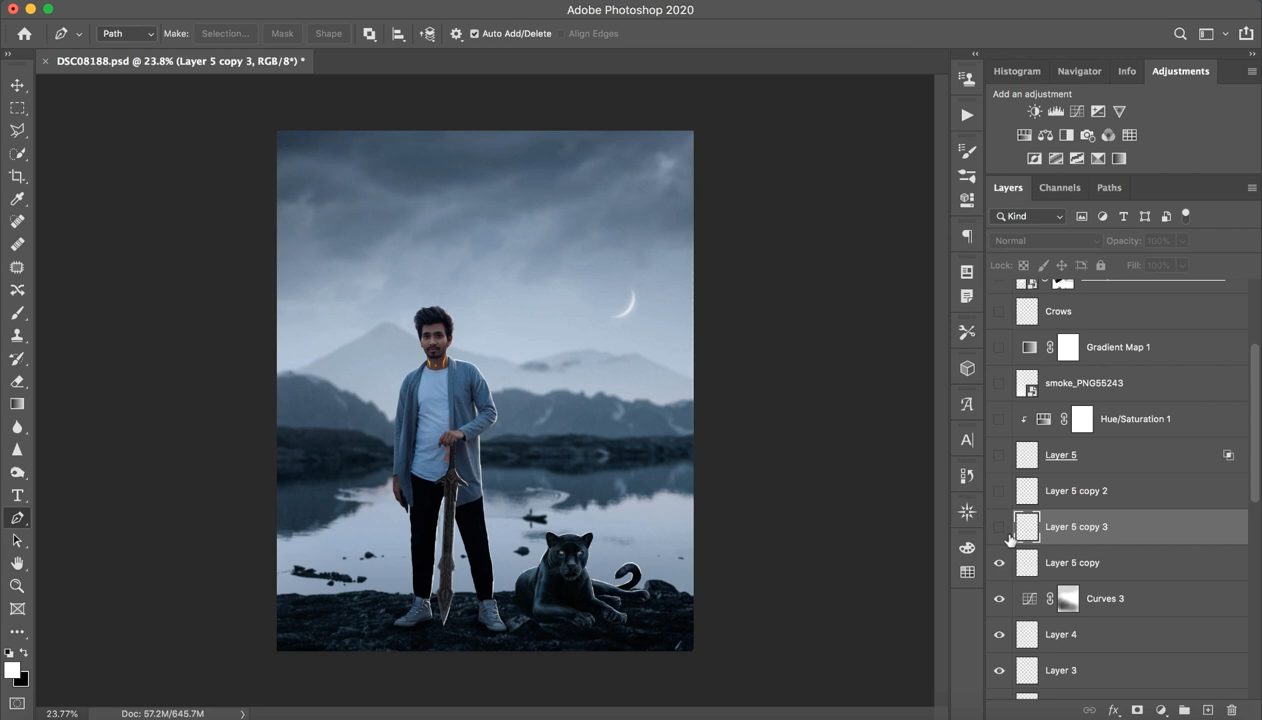 Adobe Photoshop 2020
Path Make: Selection... Mask Shape Auto Add/Delete Align Edges
DSC08188.psd @ 23.8% (Layer 5 copy 3, RGB/8*) *
Histogram Navigator Info Adjustments
Add an adjustment
Layers Channels Paths
Kind
Normal Opacity: 100%
Lock: Fill: 100%
Crows
Gradient Map 1
smoke_PNG55243
Hue/Saturation 1
Layer 5
Layer 5 copy 2
Layer 5 copy 3
Layer 5 copy
Curves 3
Layer 4
Layer 3
23.77% Doc: 57.2M/645.7M